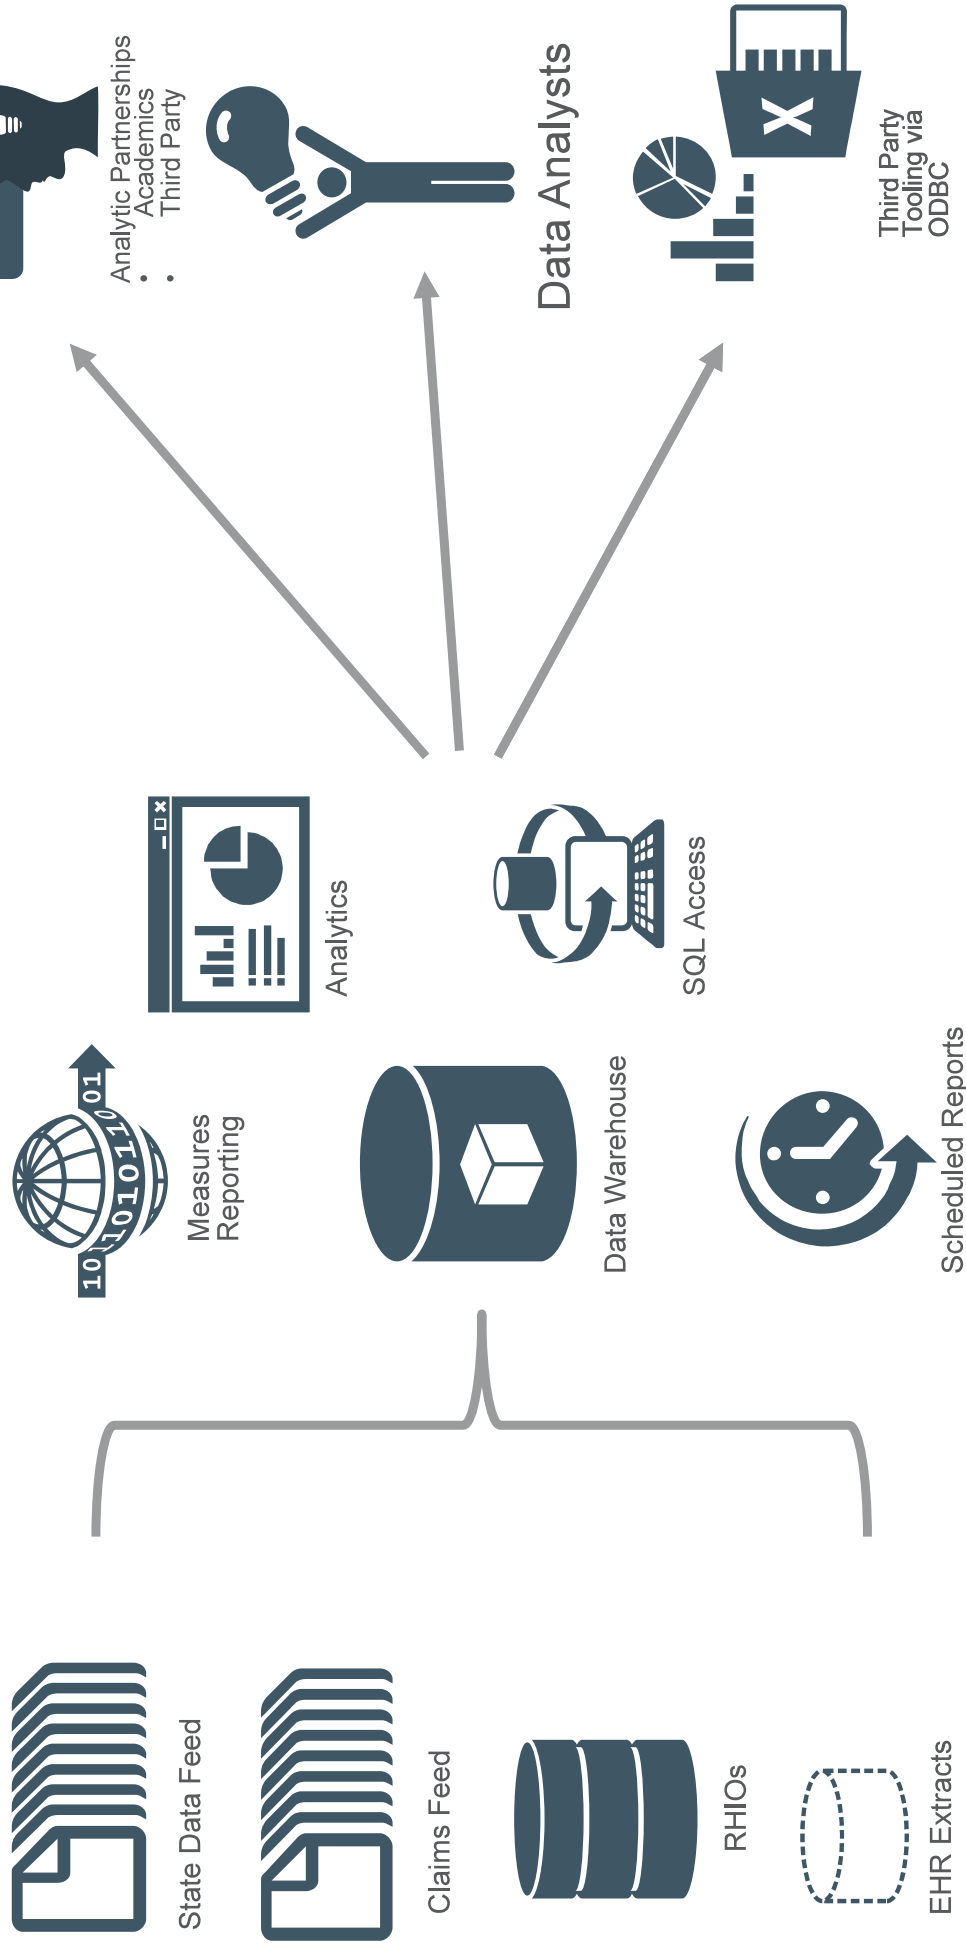 State Data Feed
Claims Feed
RHIOs
EHR Extracts
1011010101101
Measures
Reporting
Data Warehouse
Scheduled Reports
Analytics
SQL Access
Analytic Partnerships
• Academics
• Third Party
Data Analysts
X
Third Party
Tooling via
ODBC